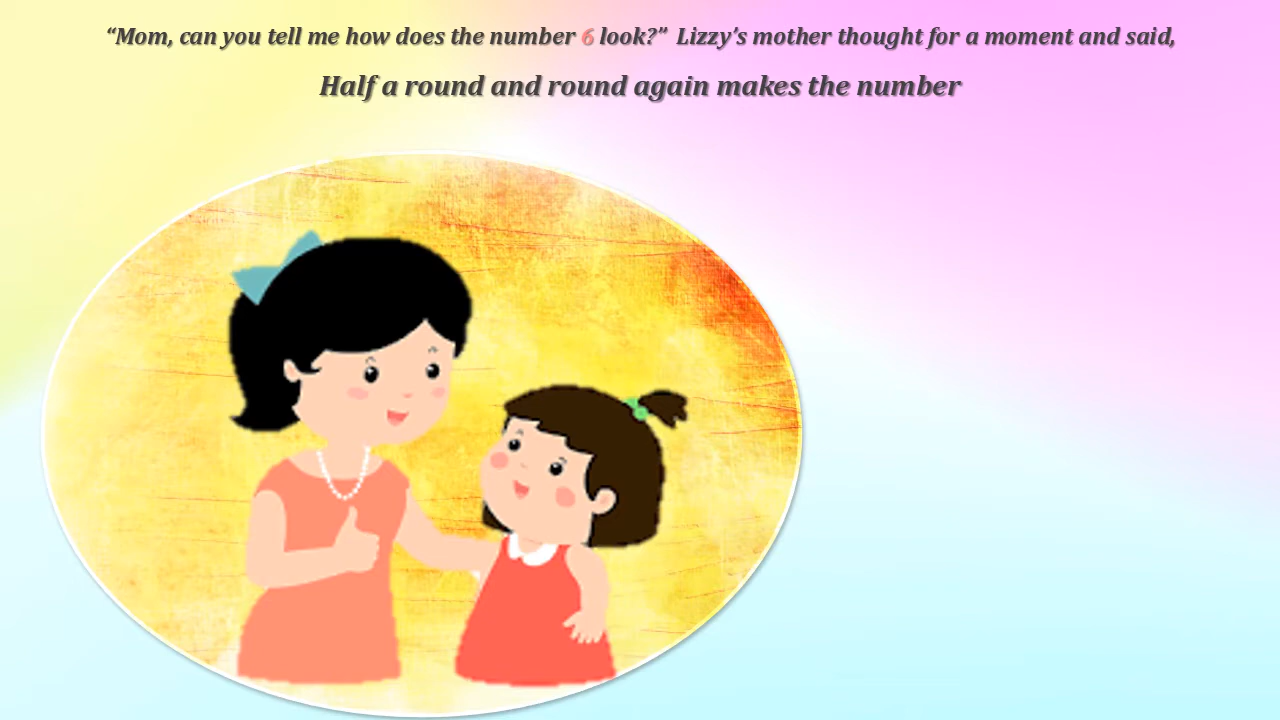 “Mom, can you tell me how does the number 6 look?” Lizzy’s mother thought for a moment and said,
Half a round and round again makes the number